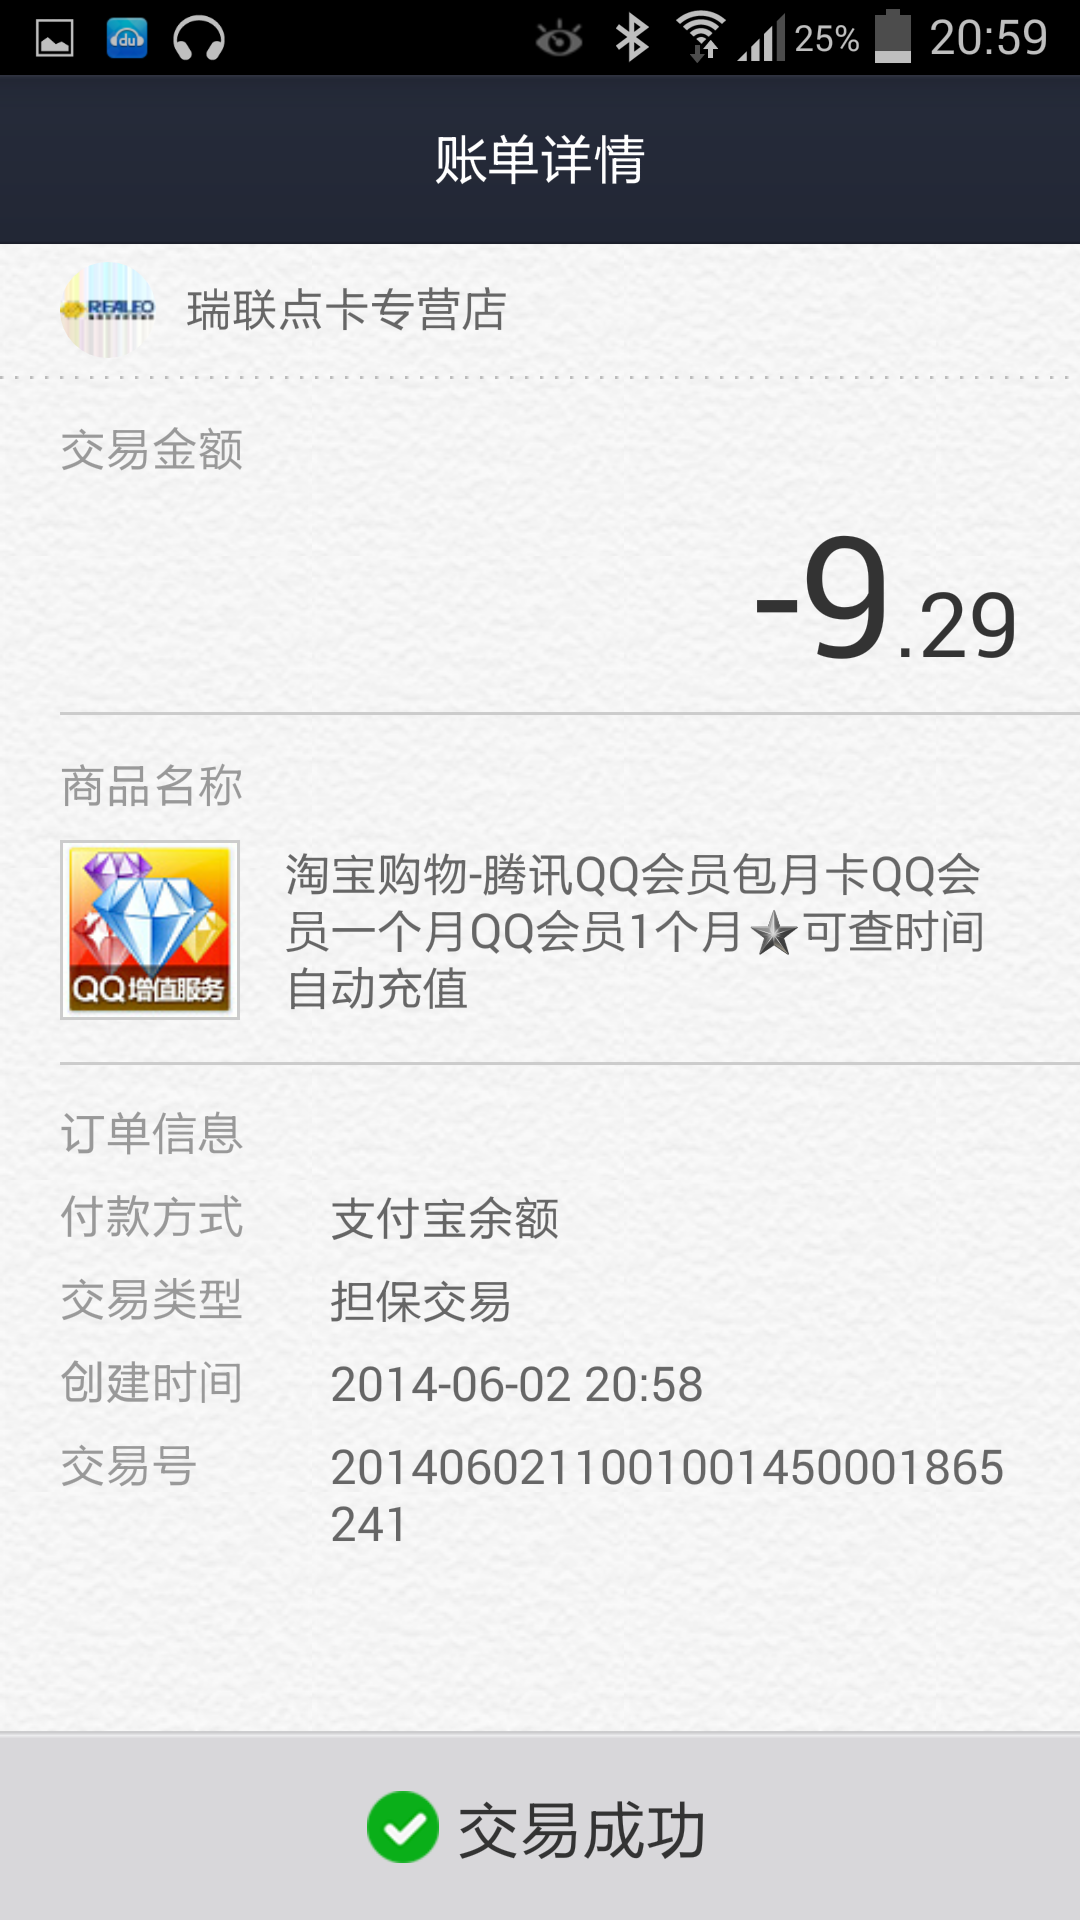 du 25% 20:59
账单详情
REALEO 瑞联点卡专营店
交易金额
-9.29
商品名称
淘宝购物-腾讯QQ会员包月卡QQ会
员一个月QQ会员1个月★可查时间
自动充值
QQ增值服务
订单信息
付款方式 支付宝余额
交易类型 担保交易
创建时间 2014-06-02 20:58
交易号 2014060211001001450001865
241
交易成功